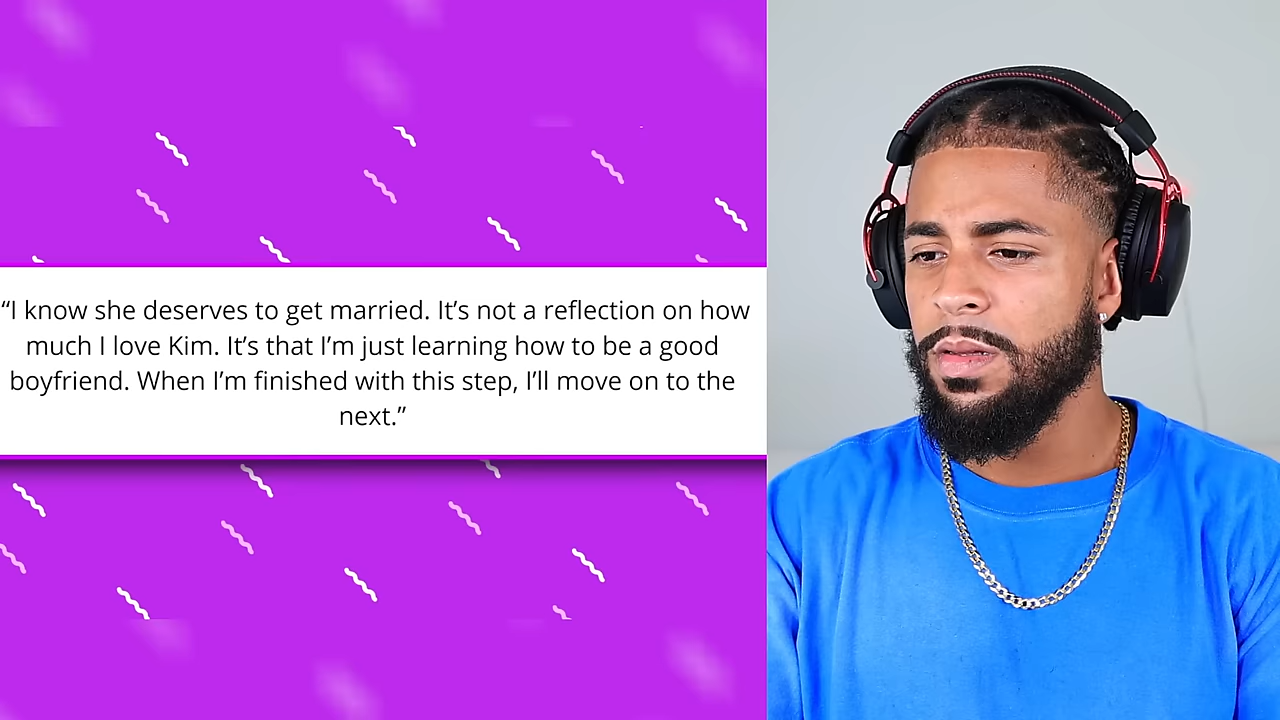 “I know she deserves to get married. It’s not a reflection on how
much I love Kim. It’s that I’m just learning how to be a good
boyfriend. When I’m finished with this step, I’ll move on to the
next.”